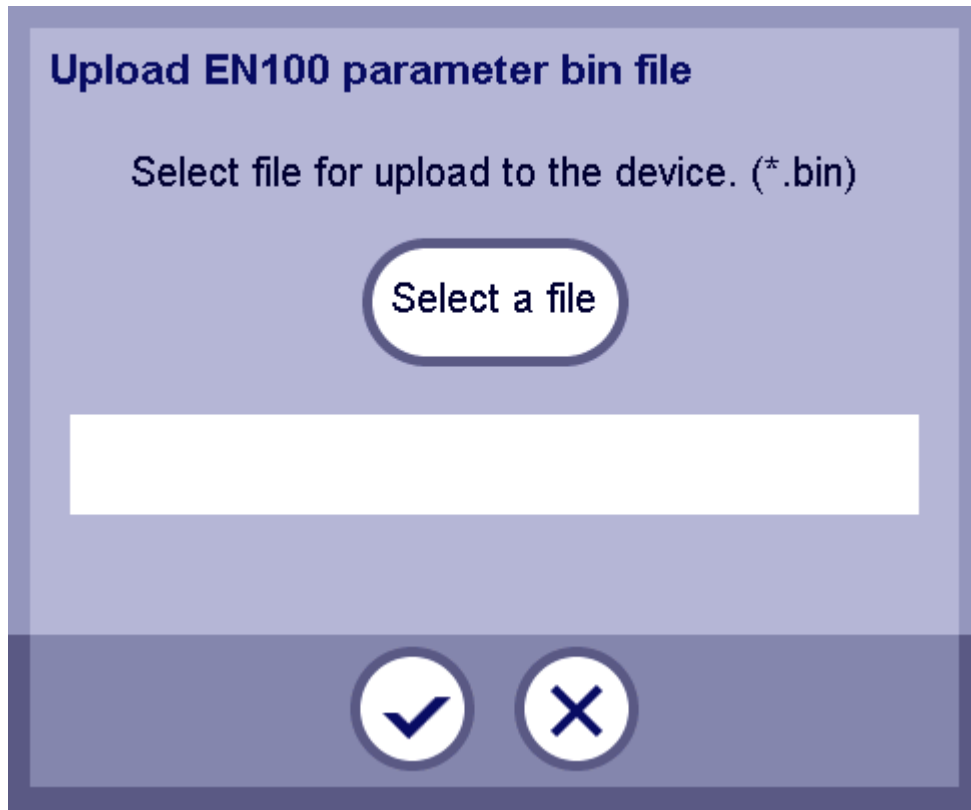 Upload EN100 parameter bin file
Select file for upload to the device. (*.bin)
Select a file